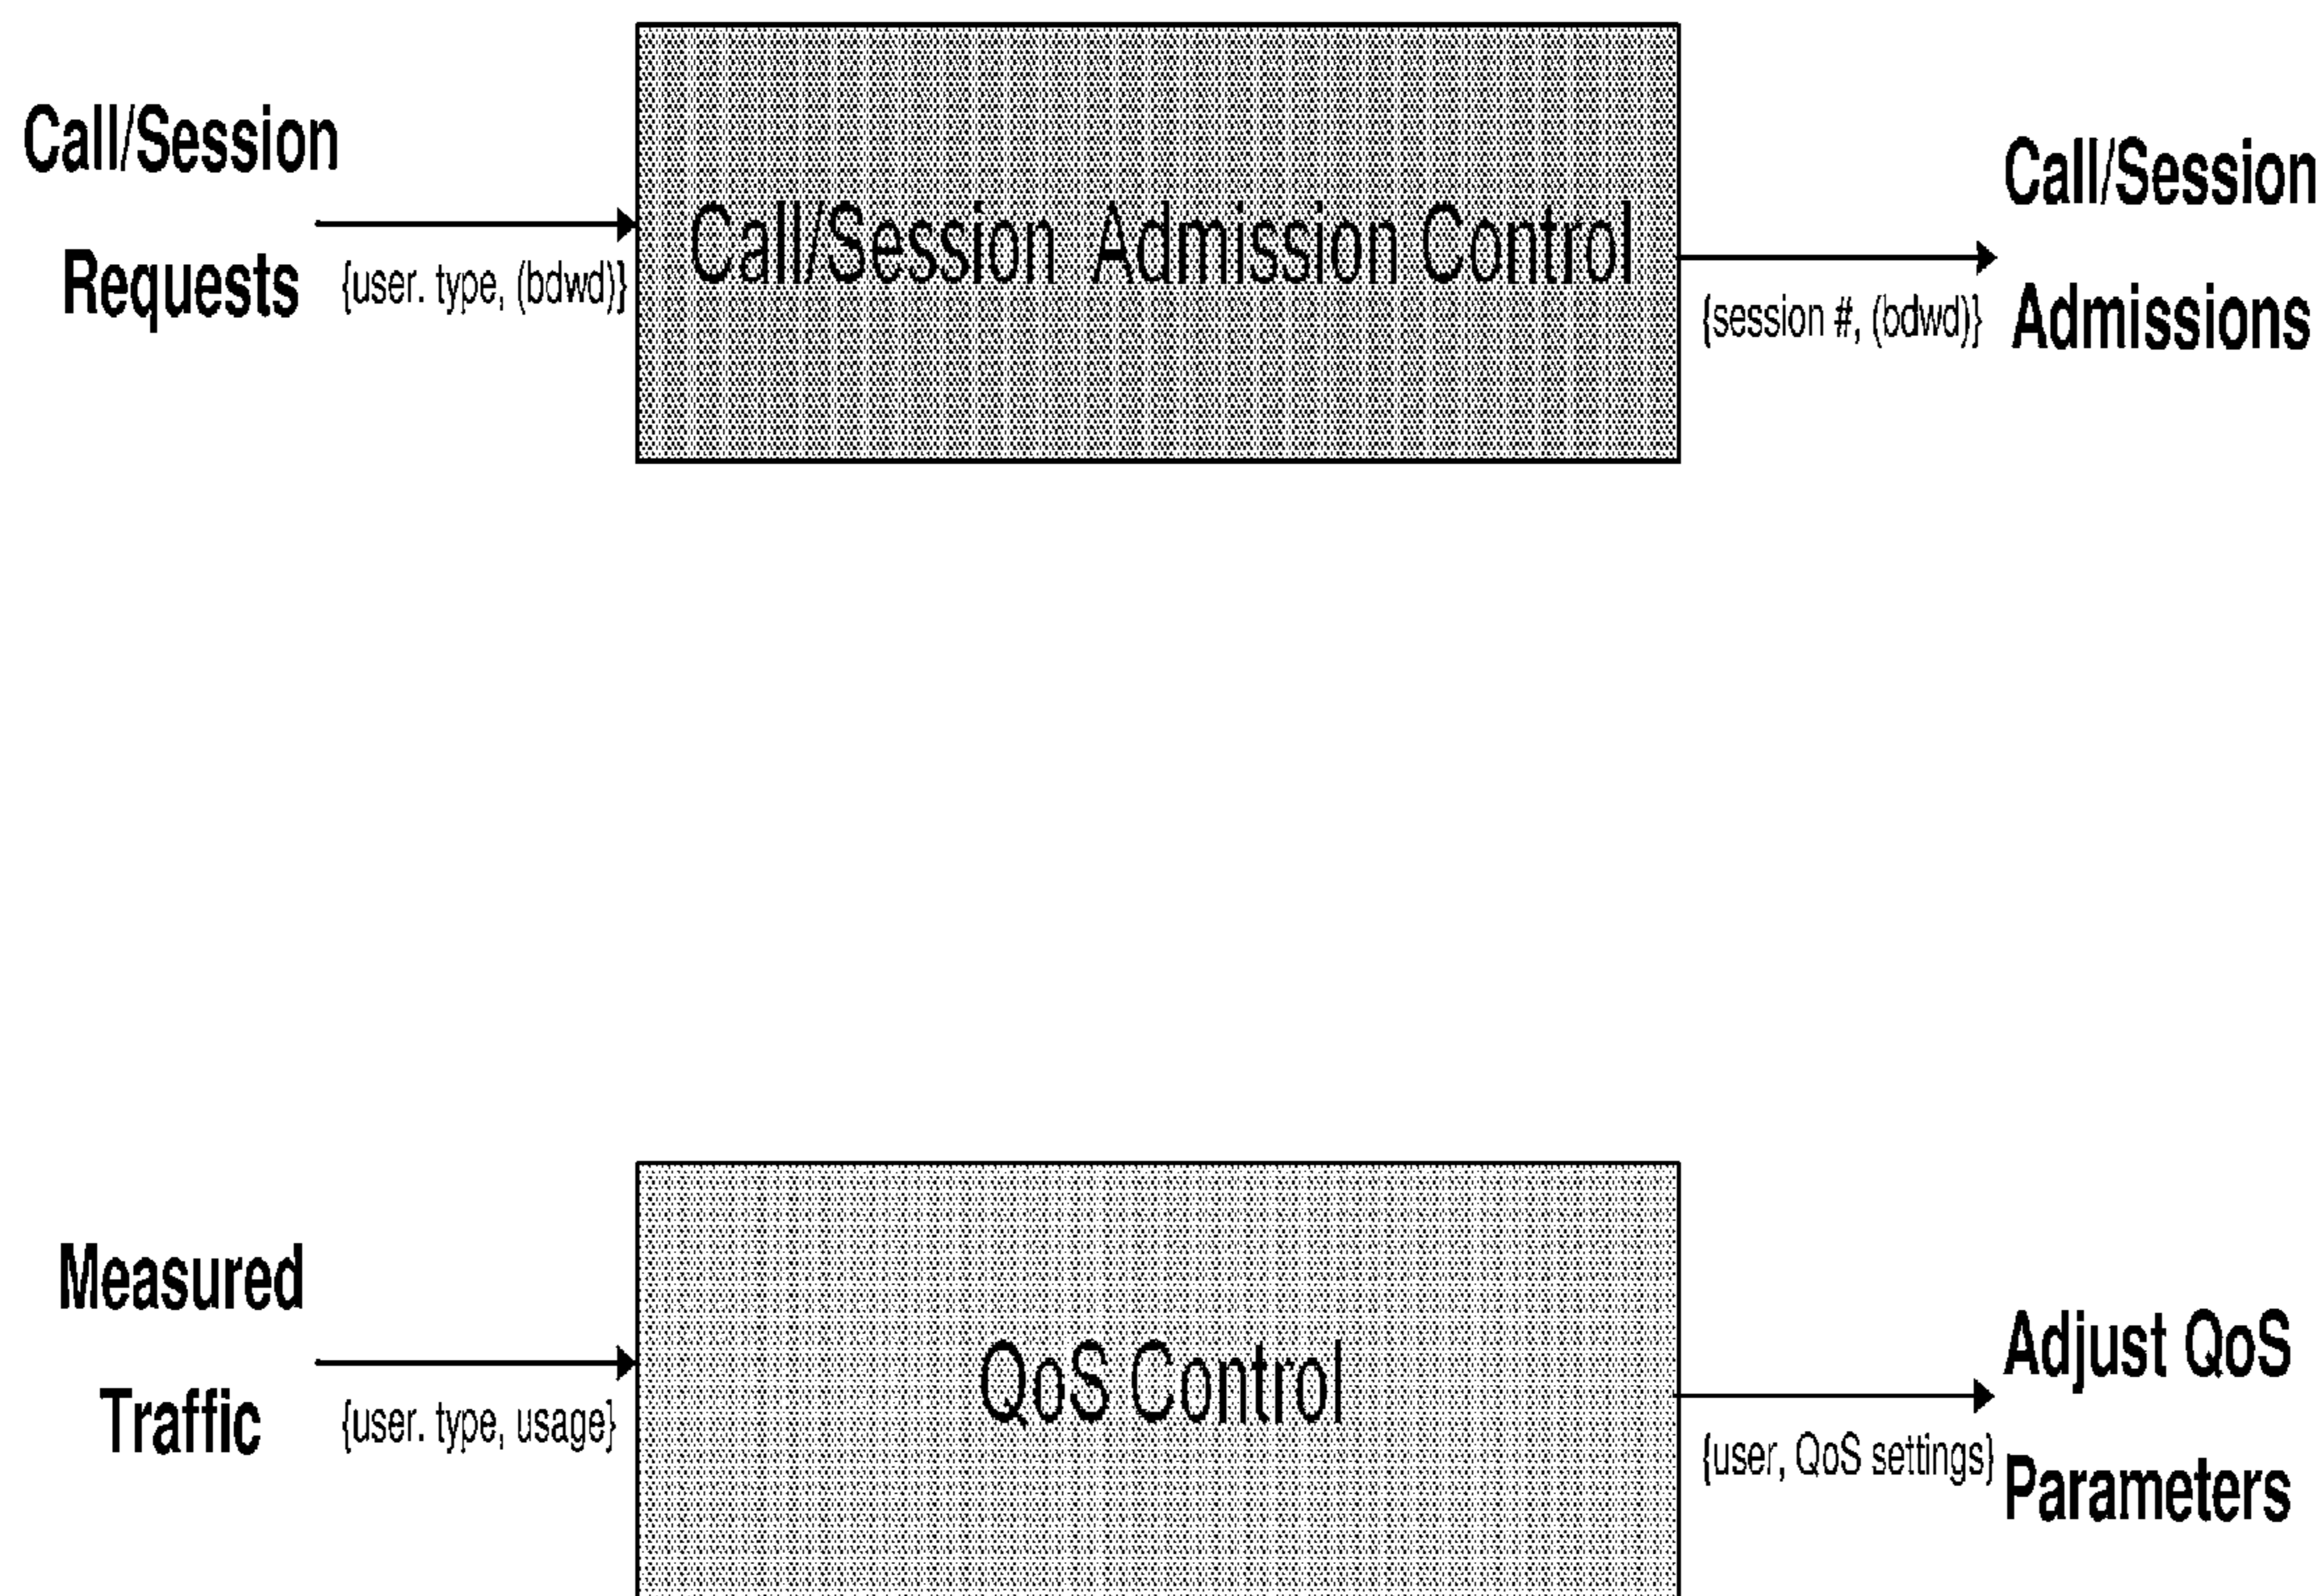 Call/Session
Requests
{user. type, (bdwd)}
Call/Session Admission Control
{session #, (bdwd)}
Call/Session
Admissions
Measured
Traffic
{user. type, usage}
QoS Control
{user, QoS settings}
Adjust QoS
Parameters